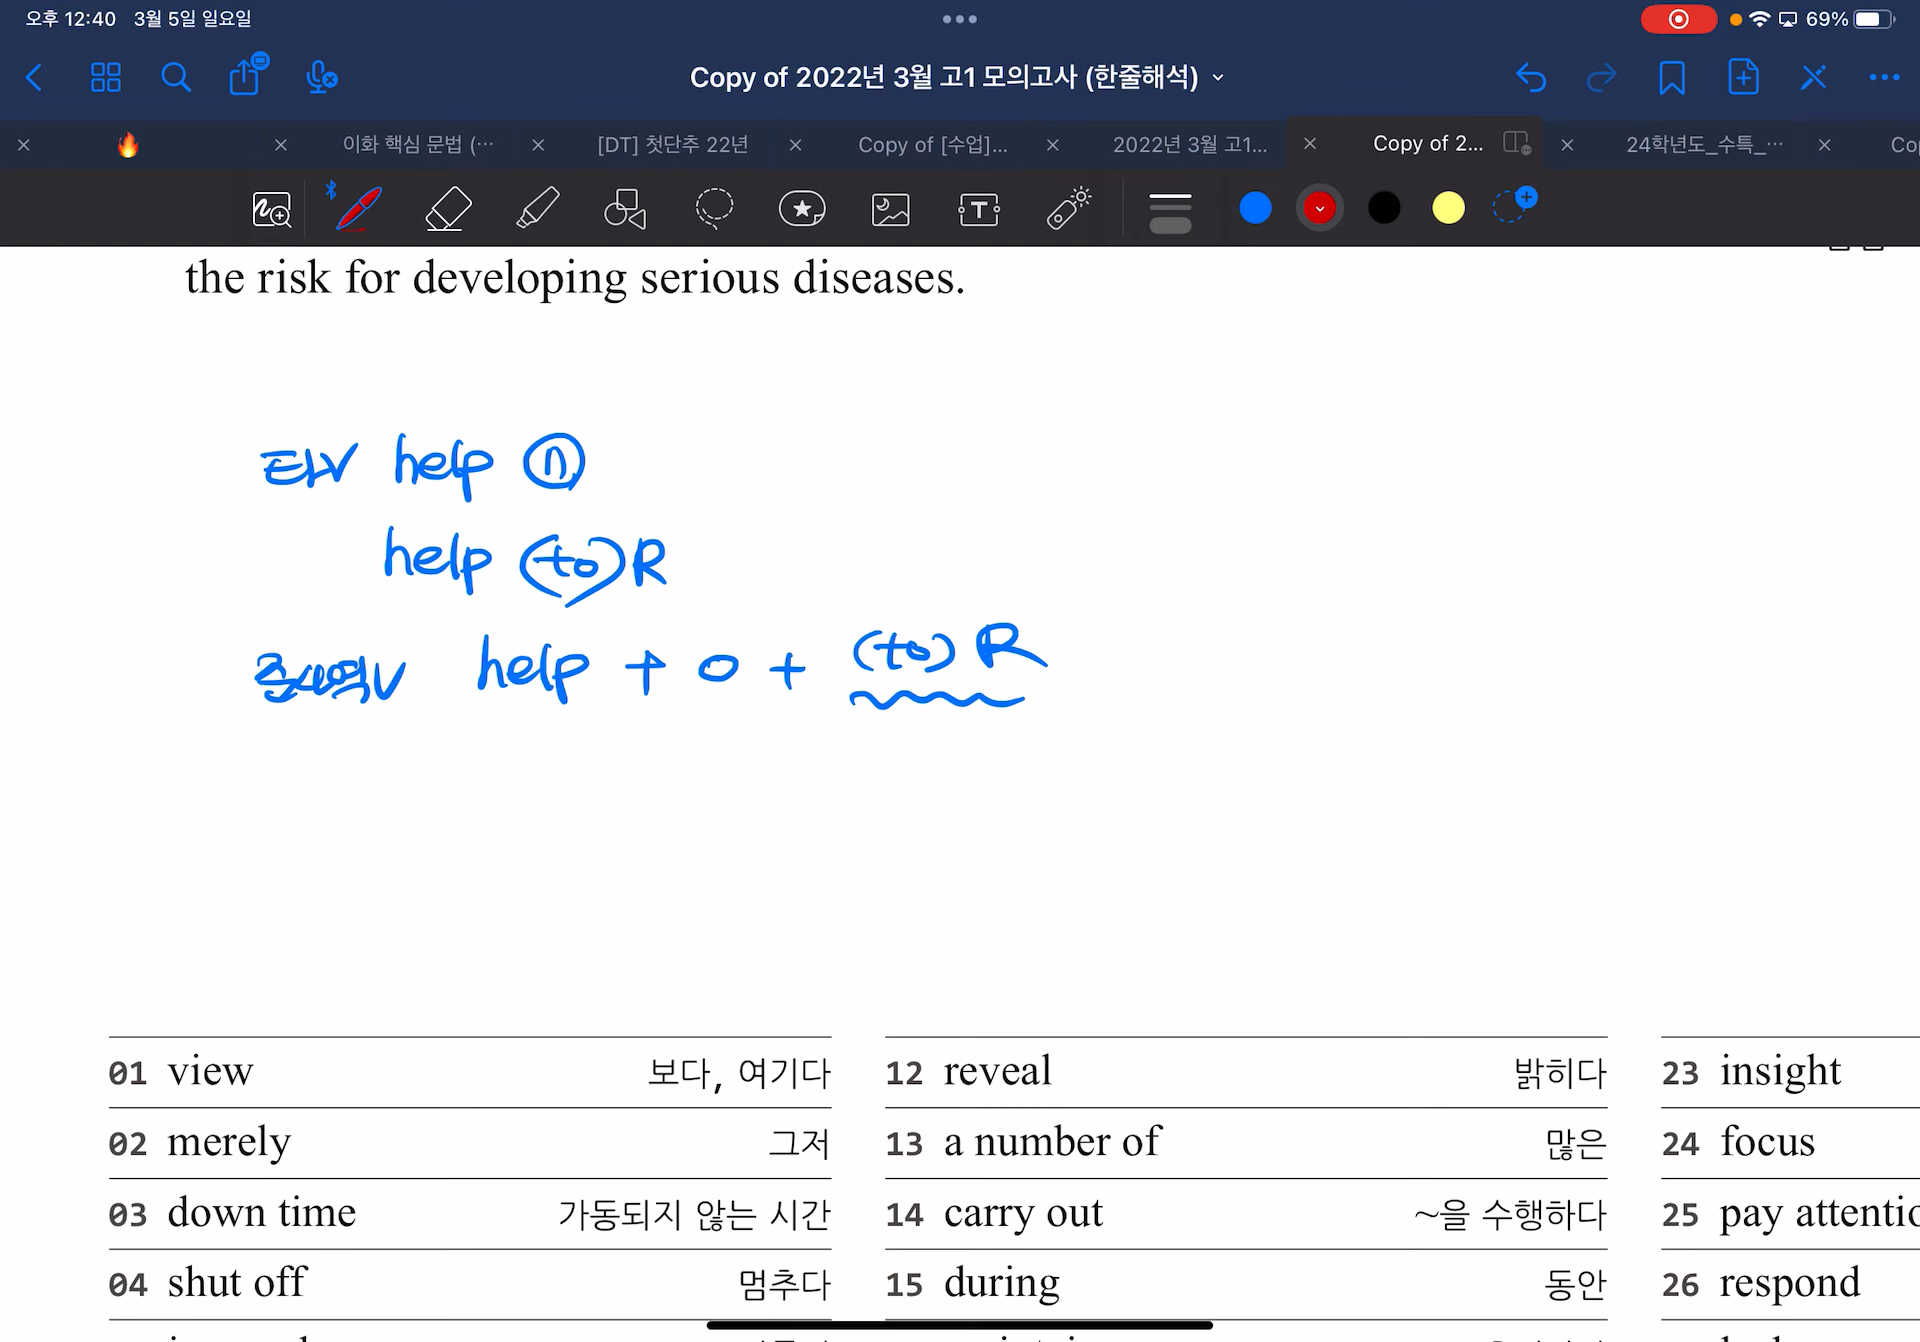 오후 12:40 3월 5일 일요일
69%
Copy of 2022년 3월 고1 모의고사 (한줄해석)
이화 핵심 문법 (…
[DT] 첫단추 22년
Copy of [수업]...
2022년 3월 고1...
Copy of 2...
24학년도_수특_…
the risk for developing serious diseases.
타V help ⓝ
help (to) R
준사역V help + O + (to) R
01 view 보다, 여기다
12 reveal 밝히다
23 insight
02 merely 그저
13 a number of 많은
24 focus
03 down time 가동되지 않는 시간
14 carry out ~을 수행하다
25 pay
04 shut off 멈추다
15 during 동안
26 respond